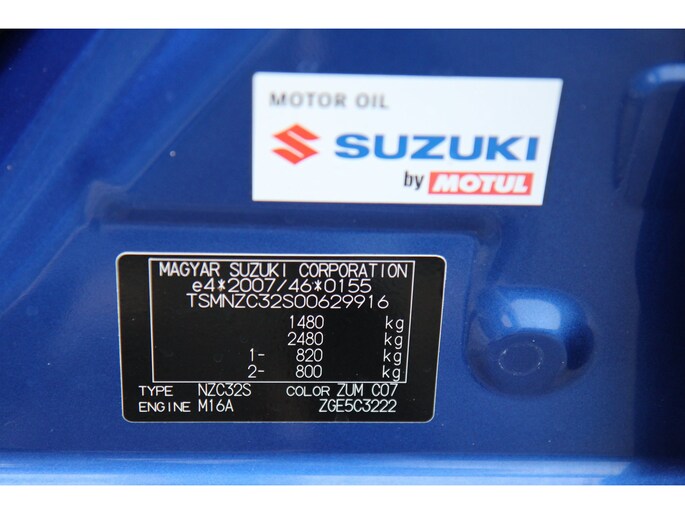 MOTOR OIL
SUZUKI
by MOTUL
MAGYAR SUZUKI CORPORATION
e4*2007/46*0155
TSMNZC32S00629916
1480 kg
2480 kg
1- 820 kg
2- 800 kg
TYPE NZC32S COLOR ZUM C07
ENGINE M16A ZGE5C3222